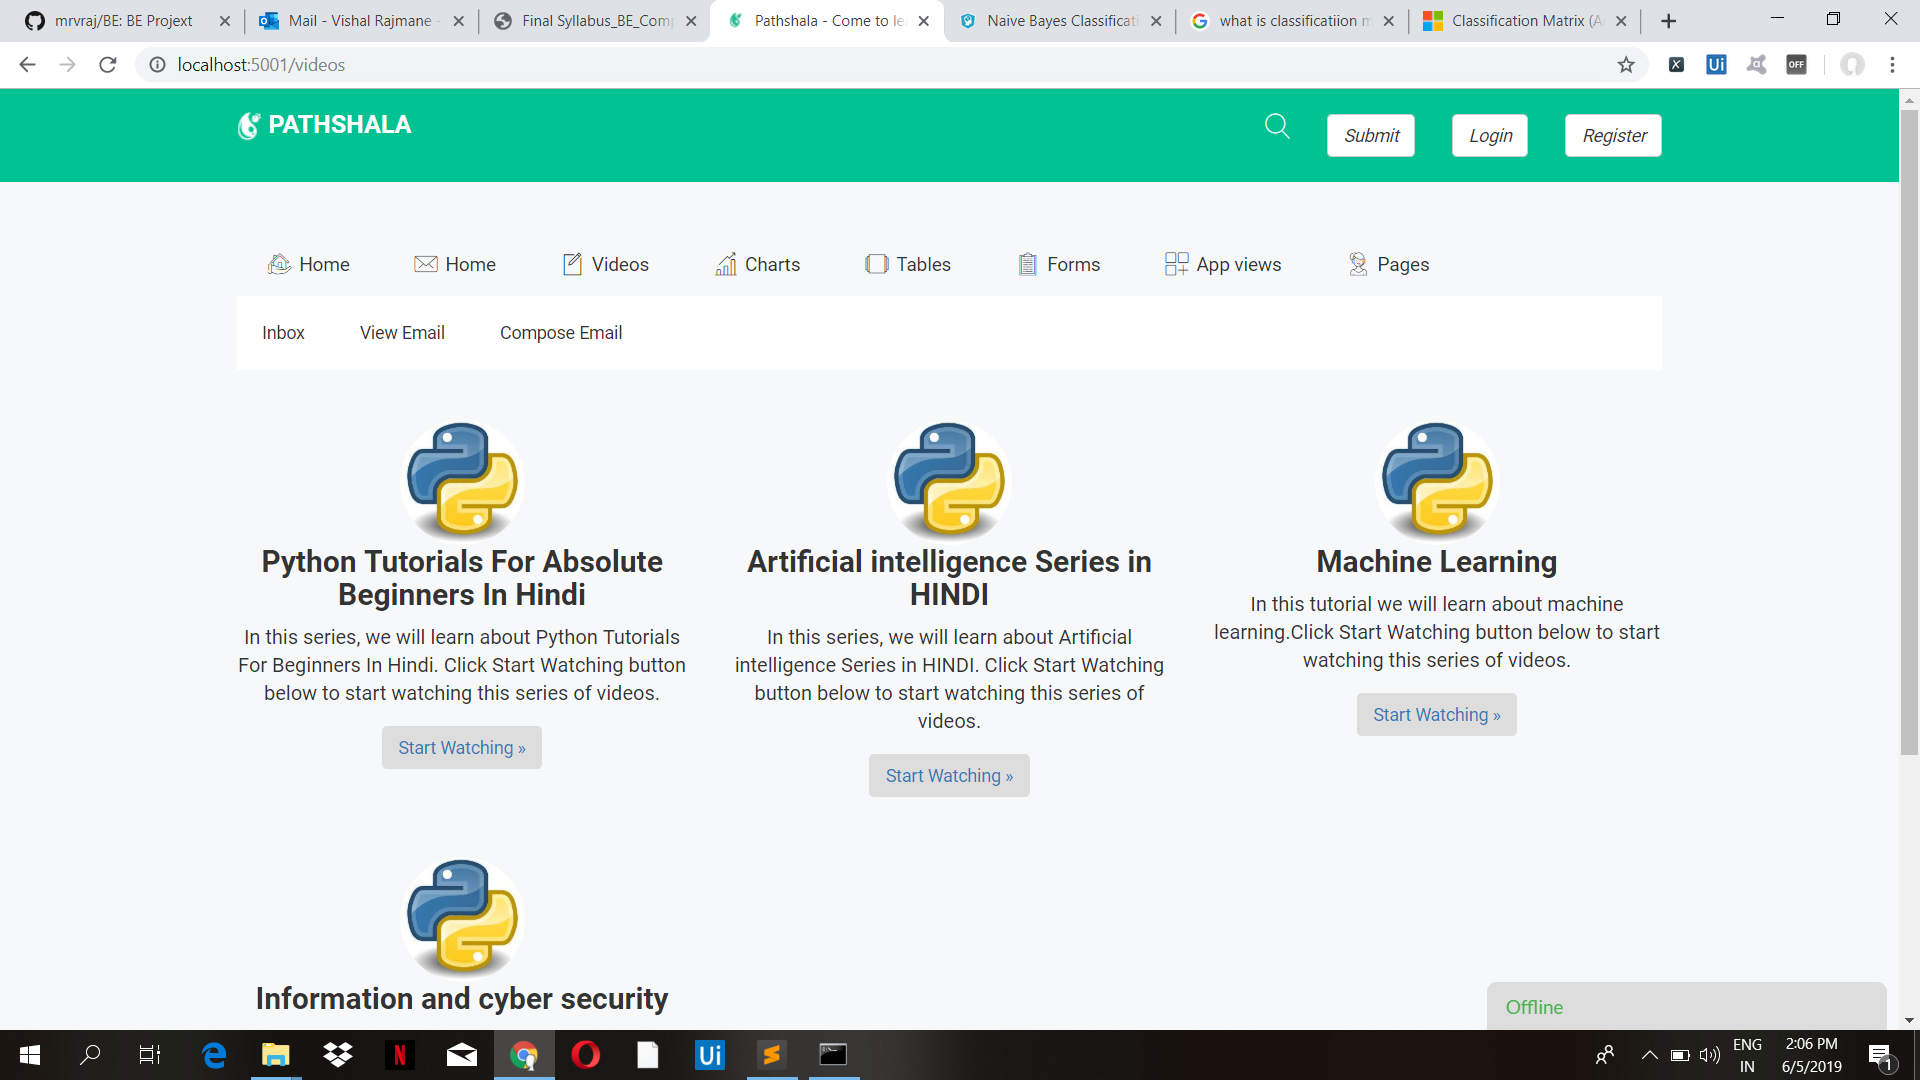 mrvraj/BE: BE Projext
Mail - Vishal Rajmane -
Final Syllabus_BE_Comp
Pathshala - Come to le
Naive Bayes Classificati
what is classificatiion m
Classification Matrix (A
localhost:5001/videos
PATHSHALA
Submit
Login
Register
Home
Home
Videos
Charts
Tables
Forms
App views
Pages
Inbox
View Email
Compose Email
Python Tutorials For Absolute
Beginners In Hindi
In this series, we will learn about Python Tutorials
For Beginners In Hindi. Click Start Watching button
below to start watching this series of videos.
Start Watching »
Artificial intelligence Series in
HINDI
In this series, we will learn about Artificial
intelligence Series in HINDI. Click Start Watching
button below to start watching this series of
videos.
Start Watching »
Machine Learning
In this tutorial we will learn about machine
learning.Click Start Watching button below to start
watching this series of videos.
Start Watching »
Information and cyber security
Offline
ENG
IN
2:06 PM
6/5/2019
1
Ui
OFF
N
Ui